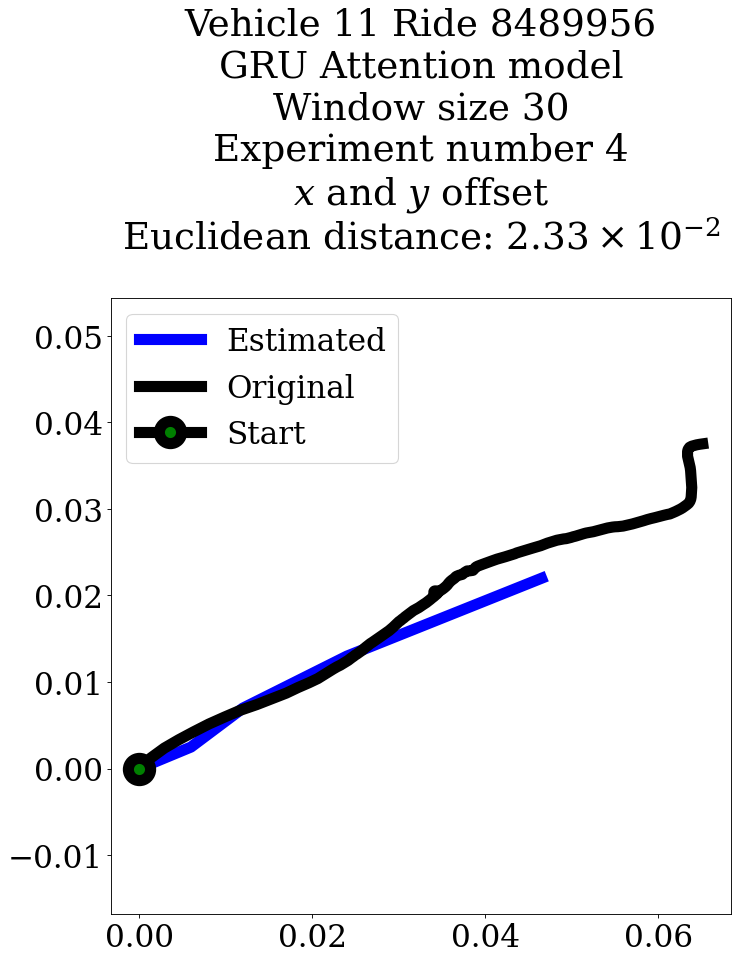 Vehicle 11 Ride 8489956
GRU Attention model
Window size 30
Experiment number 4
x and y offset
Euclidean distance: 2.33 × 10⁻²
Estimated
Original
Start
0.05
0.04
0.03
0.02
0.01
0.00
−0.01
0.00 0.02 0.04 0.06